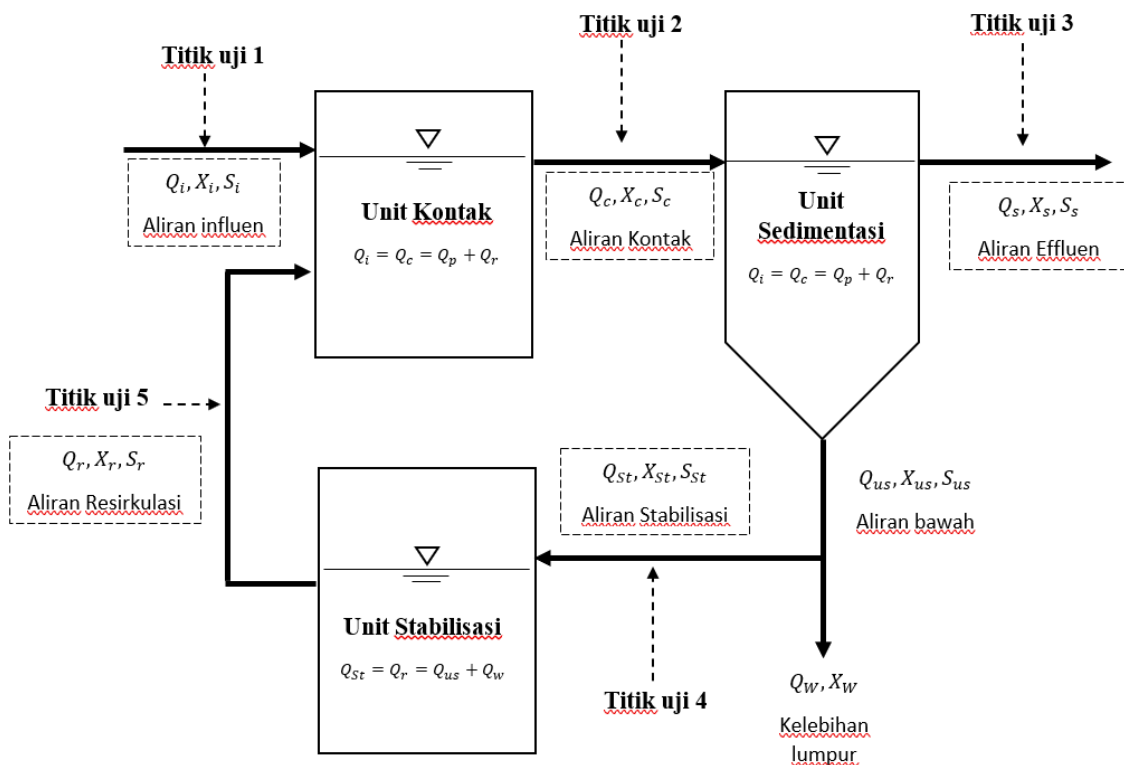 Titik uji 1
Titik uji 2
Titik uji 3
Q_i, X_i, S_i
Aliran influen
Unit Kontak
Q_i = Q_c = Q_p + Q_r
Q_c, X_c, S_c
Aliran Kontak
Unit
Sedimentasi
Q_i = Q_c = Q_p + Q_r
Q_s, X_s, S_s
Aliran Effluen
Titik uji 5
Q_r, X_r, S_r
Aliran Resirkulasi
Q_St, X_St, S_St
Aliran Stabilisasi
Q_us, X_us, S_us
Aliran bawah
Unit Stabilisasi
Q_St = Q_r = Q_us + Q_w
Titik uji 4
Q_W, X_W
Kelebihan
lumpur